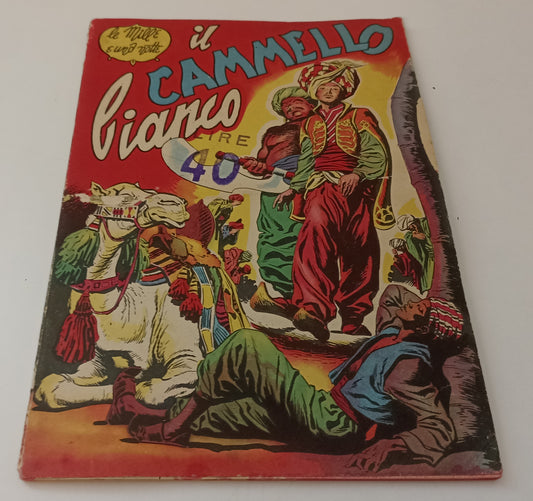 le Mille
e una notte
il
CAMMELLO
bianco
LIRE
40